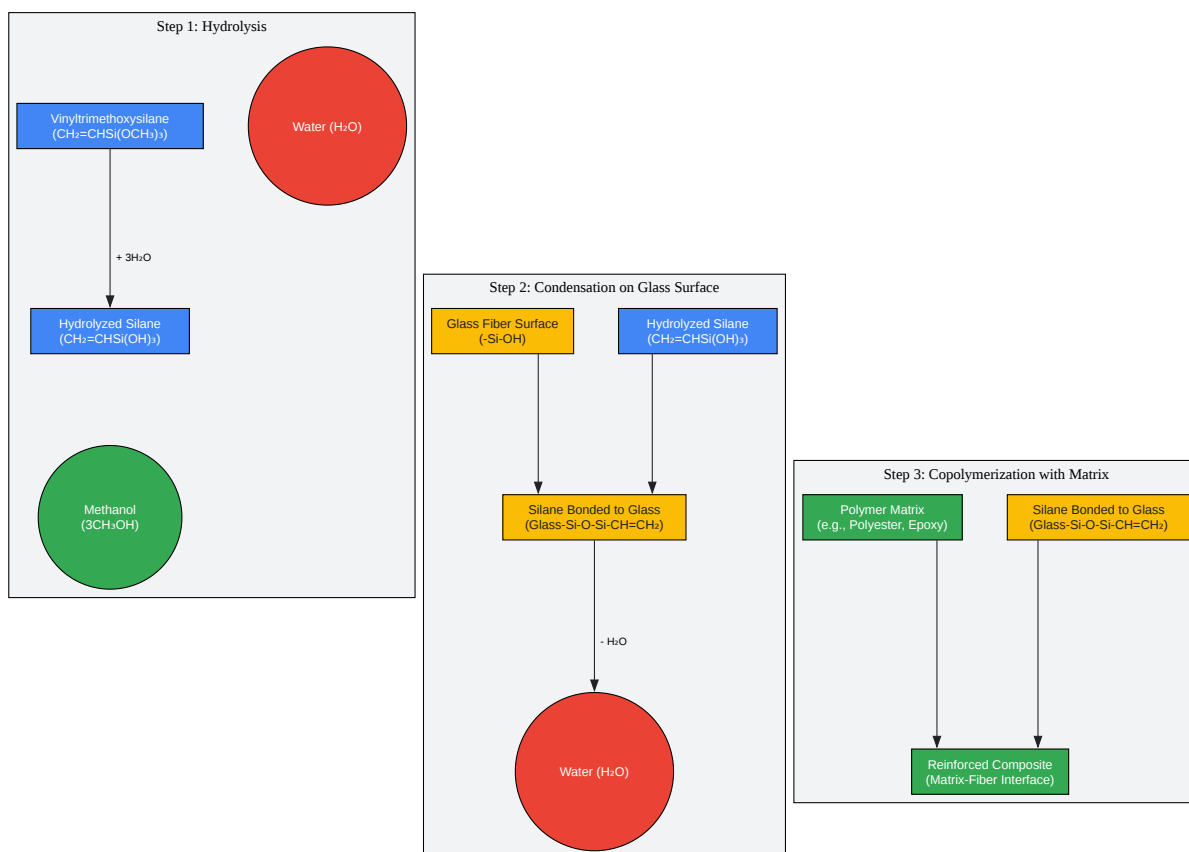 Step 1: Hydrolysis
Vinyltrimethoxysilane
(CH₂=CHSi(OCH₃)₃)
Water (H₂O)
+ 3H₂O
Hydrolyzed Silane
(CH₂=CHSi(OH)₃)
Methanol
(3CH₃OH)
Step 2: Condensation on Glass Surface
Glass Fiber Surface
(-Si-OH)
Hydrolyzed Silane
(CH₂=CHSi(OH)₃)
Silane Bonded to Glass
(Glass-Si-O-Si-CH=CH₂)
- H₂O
Water (H₂O)
Step 3: Copolymerization with Matrix
Polymer Matrix
(e.g., Polyester, Epoxy)
Silane Bonded to Glass
(Glass-Si-O-Si-CH=CH₂)
Reinforced Composite
(Matrix-Fiber Interface)